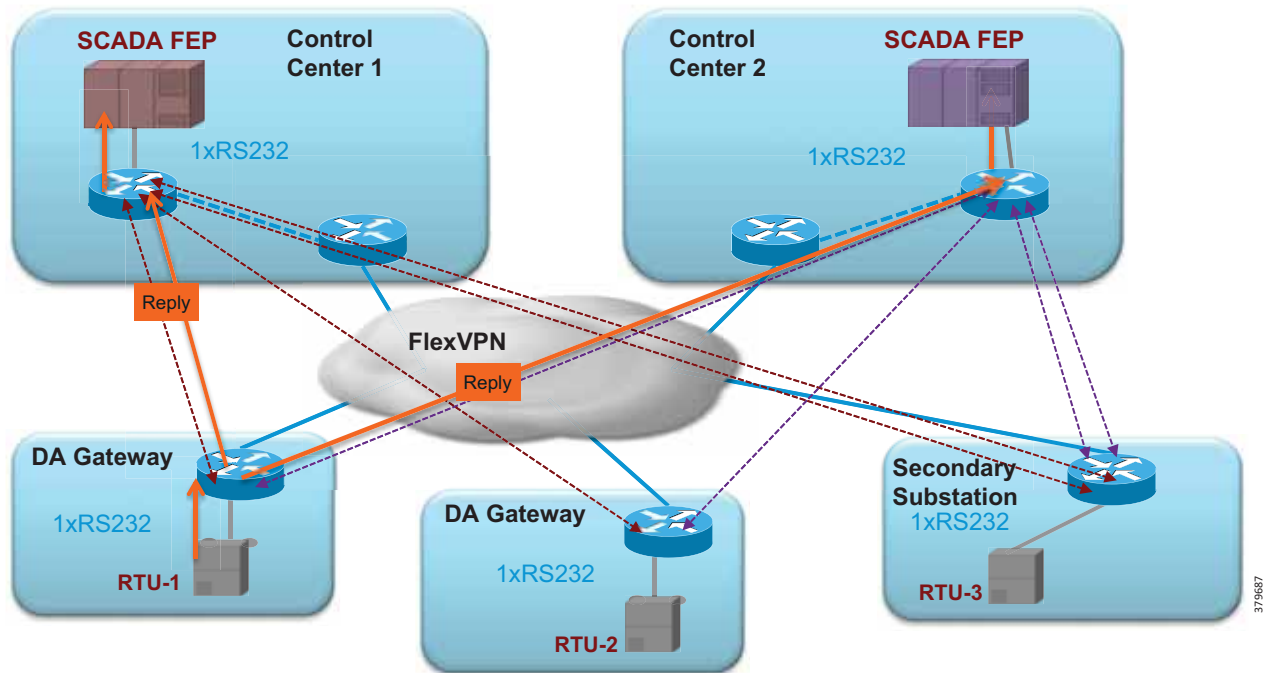 SCADA FEP
Control
Center 1
1xRS232
Control
Center 2
SCADA FEP
1xRS232
Reply
FlexVPN
Reply
DA Gateway
1xRS232
RTU-1
DA Gateway
1xRS232
RTU-2
Secondary
Substation
1xRS232
RTU-3
379687